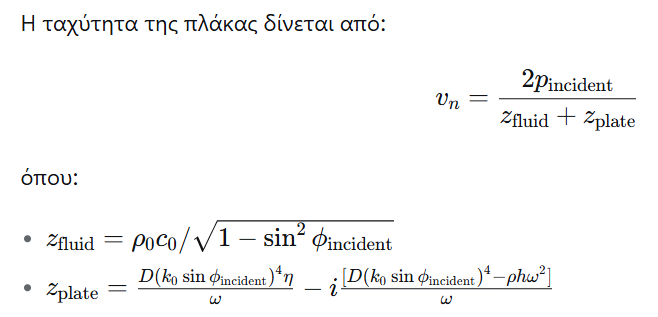 Η ταχύτητα της πλάκας δίνεται από:
$$v_n = \frac{2p_{\text{incident}}}{z_{\text{fluid}} + z_{\text{plate}}}$$
όπου:
• $z_{\text{fluid}} = \rho_0 c_0 / \sqrt{1 - \sin^2 \phi_{\text{incident}}}$
• $z_{\text{plate}} = \frac{D(k_0 \sin \phi_{\text{incident}})^4 \eta}{\omega} - i \frac{[D(k_0 \sin \phi_{\text{incident}})^4 - \rho h \omega^2]}{\omega}$